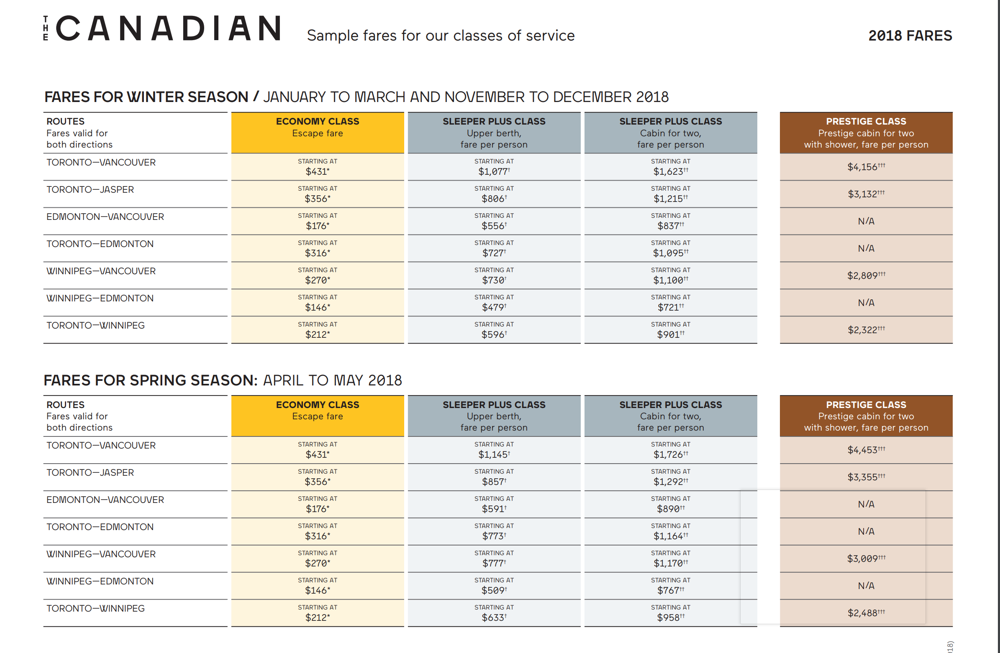 THE CANADIAN Sample fares for our classes of service 2018 FARES
FARES FOR WINTER SEASON / JANUARY TO MARCH AND NOVEMBER TO DECEMBER 2018
ROUTES
Fares valid for
both directions
ECONOMY CLASS
Escape fare
SLEEPER PLUS CLASS
Upper berth,
fare per person
SLEEPER PLUS CLASS
Cabin for two,
fare per person
PRESTIGE CLASS
Prestige cabin for two
with shower, fare per person
TORONTO—VANCOUVER STARTING AT $431* STARTING AT $1,077† STARTING AT $1,623†† $4,156†††
TORONTO—JASPER STARTING AT $356* STARTING AT $806† STARTING AT $1,215†† $3,132†††
EDMONTON—VANCOUVER STARTING AT $176* STARTING AT $556† STARTING AT $837†† N/A
TORONTO—EDMONTON STARTING AT $316* STARTING AT $727† STARTING AT $1,095†† N/A
WINNIPEG—VANCOUVER STARTING AT $270* STARTING AT $730† STARTING AT $1,100†† $2,809†††
WINNIPEG—EDMONTON STARTING AT $146* STARTING AT $479† STARTING AT $721†† N/A
TORONTO—WINNIPEG STARTING AT $212* STARTING AT $596† STARTING AT $901†† $2,322†††
FARES FOR SPRING SEASON: APRIL TO MAY 2018
ROUTES
Fares valid for
both directions
ECONOMY CLASS
Escape fare
SLEEPER PLUS CLASS
Upper berth,
fare per person
SLEEPER PLUS CLASS
Cabin for two,
fare per person
PRESTIGE CLASS
Prestige cabin for two
with shower, fare per person
TORONTO—VANCOUVER STARTING AT $431* STARTING AT $1,145† STARTING AT $1,726†† $4,453†††
TORONTO—JASPER STARTING AT $356* STARTING AT $857† STARTING AT $1,292†† $3,355†††
EDMONTON—VANCOUVER STARTING AT $176* STARTING AT $591† STARTING AT $890†† N/A
TORONTO—EDMONTON STARTING AT $316* STARTING AT $773† STARTING AT $1,164†† N/A
WINNIPEG—VANCOUVER STARTING AT $270* STARTING AT $777† STARTING AT $1,170†† $3,009†††
WINNIPEG—EDMONTON STARTING AT $146* STARTING AT $509† STARTING AT $767†† N/A
TORONTO—WINNIPEG STARTING AT $212* STARTING AT $633† STARTING AT $958†† $2,488†††